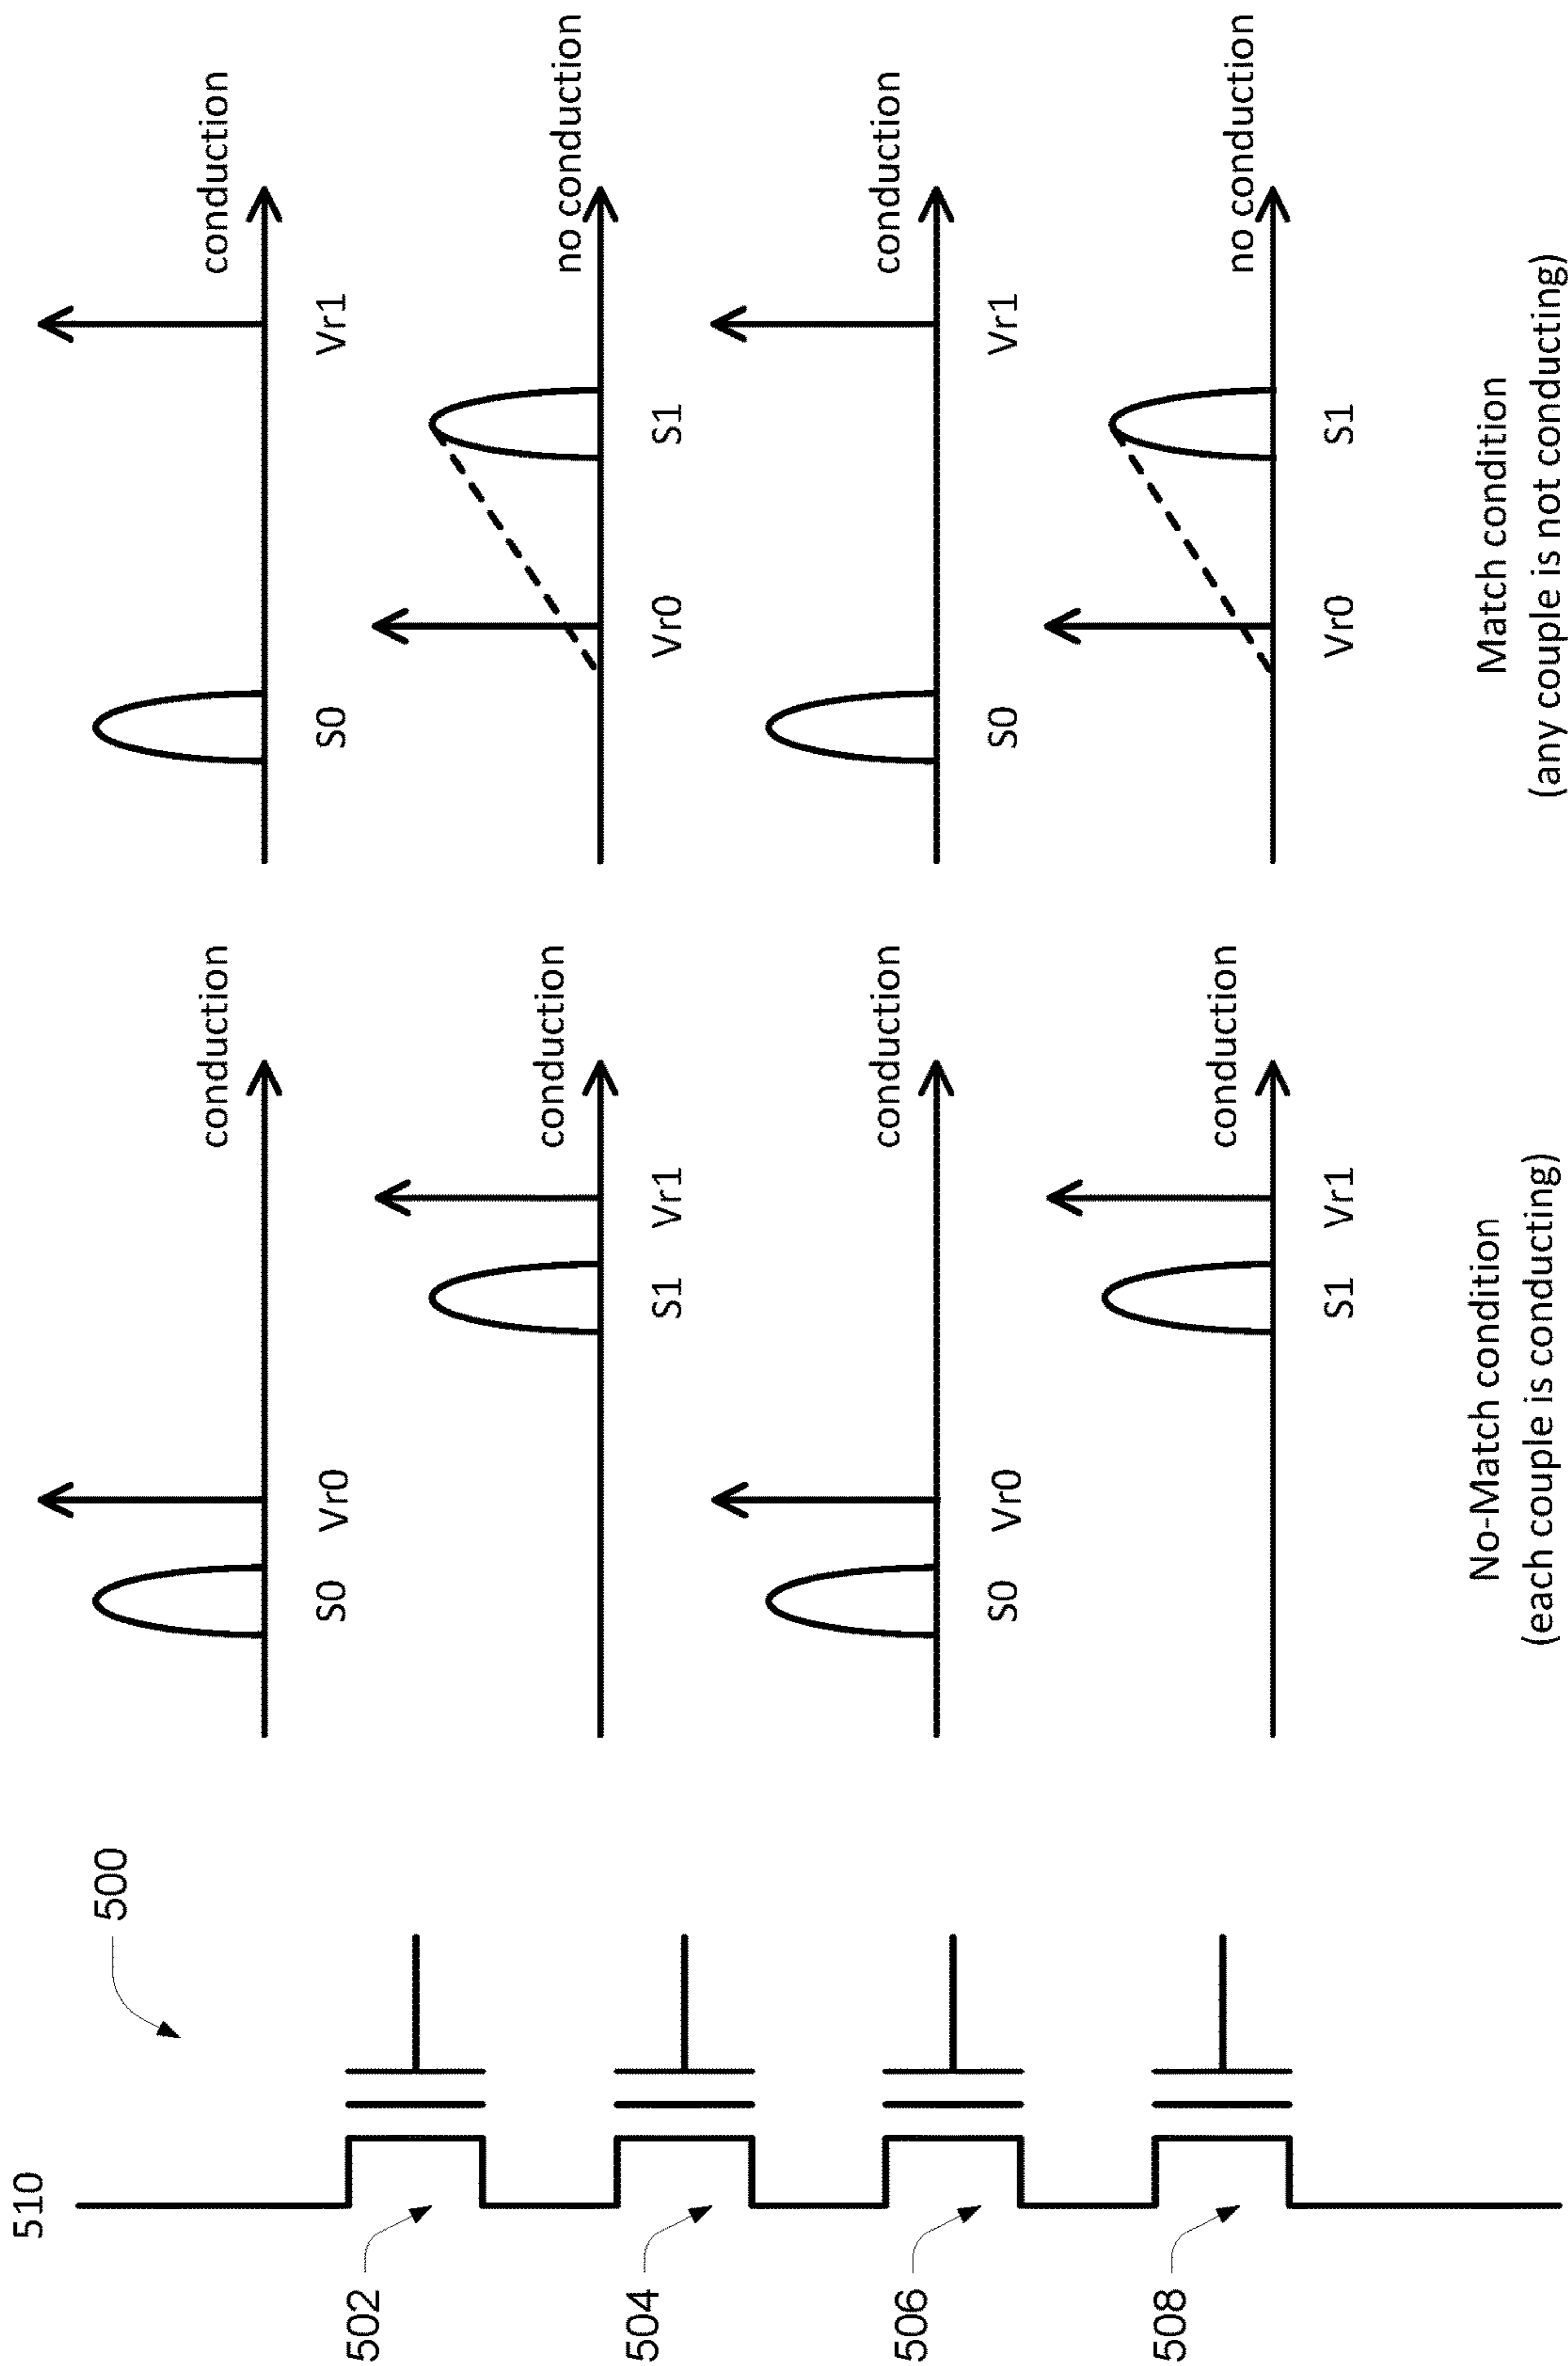 510
500
502
504
506
508
conduction
S0 Vr0
conduction
S1 Vr1
conduction
S0 Vr0
conduction
S1 Vr1
No-Match condition
(each couple is conducting)
conduction
S0 Vr1
no conduction
Vr0 S1
conduction
S0 Vr1
no conduction
Vr0 S1
Match condition
(any couple is not conducting)